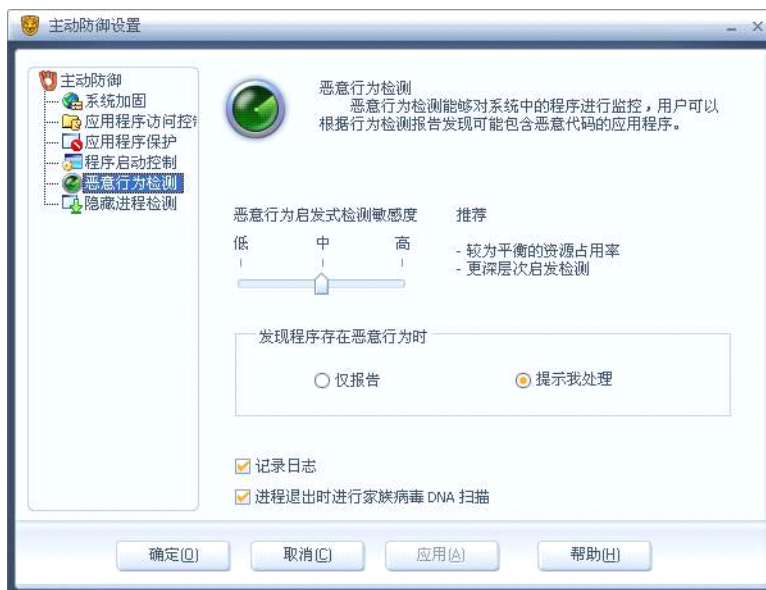 主动防御设置
主动防御
系统加固
应用程序访问控
应用程序保护
程序启动控制
恶意行为检测
隐藏进程检测
恶意行为检测
恶意行为检测能够对系统中的程序进行监控，用户可以
根据行为检测报告发现可能包含恶意代码的应用程序。
恶意行为启发式检测敏感度 推荐
低 中 高
- 较为平衡的资源占用率
- 更深层次启发检测
发现程序存在恶意行为时
仅报告 提示我处理
记录日志
进程退出时进行家族病毒 DNA 扫描
确定(O) 取消(C) 应用(A) 帮助(H)